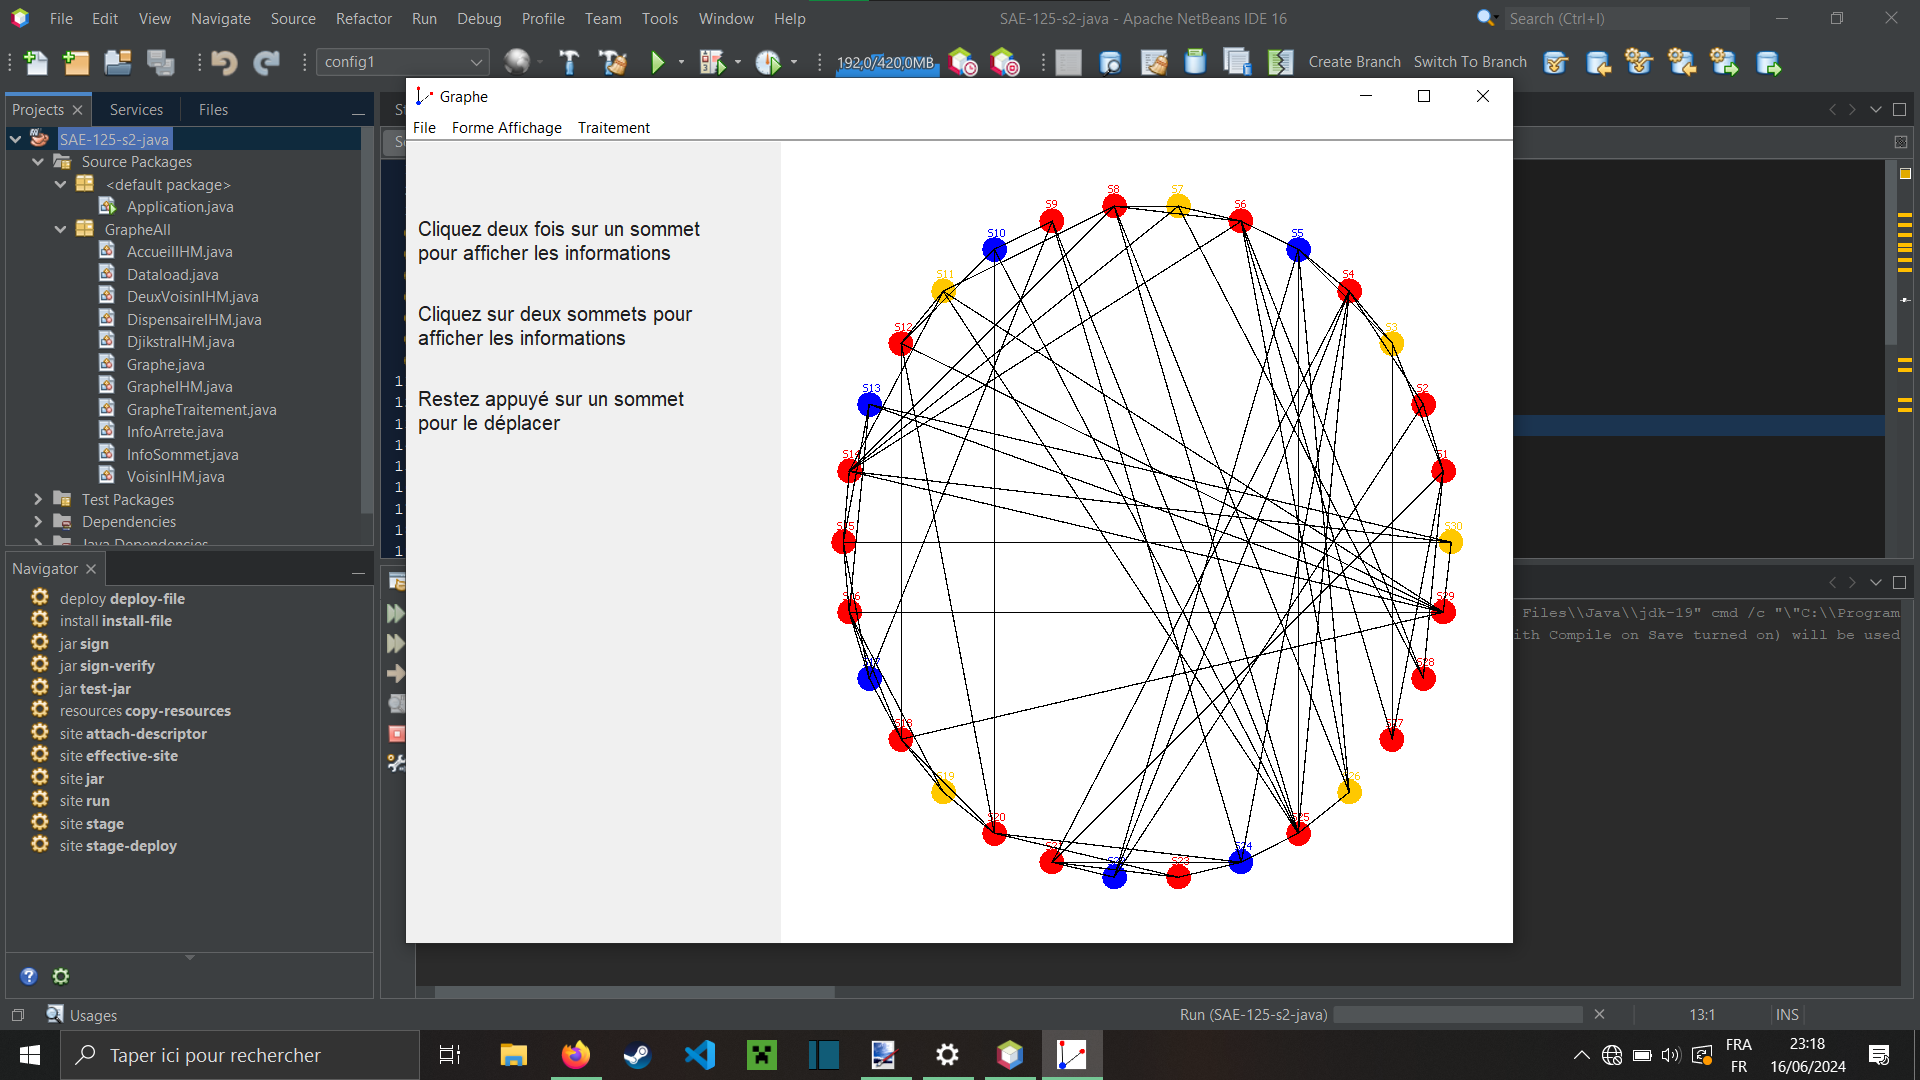 File Edit View Navigate Source Refactor Run Debug Profile Team Tools Window Help
SAE-125-s2-java - Apache NetBeans IDE 16
Search (Ctrl+I)
config1
192,0/420,0MB
Create Branch Switch To Branch
Projects Services Files
SAE-125-s2-java
Source Packages
<default package>
Application.java
GrapheAll
AccueilIHM.java
Dataload.java
DeuxVoisinIHM.java
DispensaireIHM.java
DjikstraIHM.java
Graphe.java
GrapheIHM.java
GrapheTraitement.java
InfoArrete.java
InfoSommet.java
VoisinIHM.java
Test Packages
Dependencies
Java Dependencies
Navigator
deploy deploy-file
install install-file
jar sign
jar sign-verify
jar test-jar
resources copy-resources
site attach-descriptor
site effective-site
site jar
site run
site stage
site stage-deploy
Graphe
File Forme Affichage Traitement
Cliquez deux fois sur un sommet
pour afficher les informations
Cliquez sur deux sommets pour
afficher les informations
Restez appuyé sur un sommet
pour le déplacer
S8
S7
S9
S6
S10
S5
S11
S4
S12
S3
S13
S2
S14
S1
S15
S30
S16
S29
S28
S18
S27
S19
S26
S20
S25
S21
S23
S24
Files\\Java\\jdk-19" cmd /c "\"C:\\Program
ith Compile on Save turned on) will be used
Usages
Run (SAE-125-s2-java)
13:1
INS
Taper ici pour rechercher
FRA
FR
23:18
16/06/2024